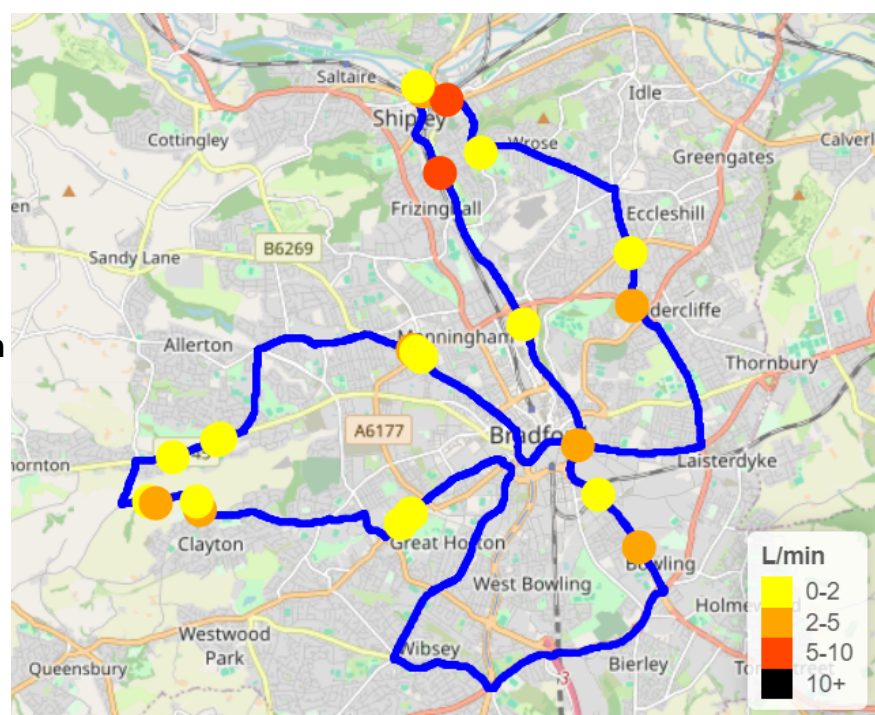 Saltaire
Idle
Shipley
Cottingley
Wrose
Calverl
Greengates
en
Frizinghall
Eccleshill
B6269
Sandy Lane
dercliffe
Allerton
Manningham
Thornbury
A6177
Bradfo
hornton
Laisterdyke
Clayton
Great Horton
Bowling
West Bowling
L/min
0-2
2-5
5-10
10+
Holmew
Westwood
Park
Wibsey
Queensbury
Bierley
3